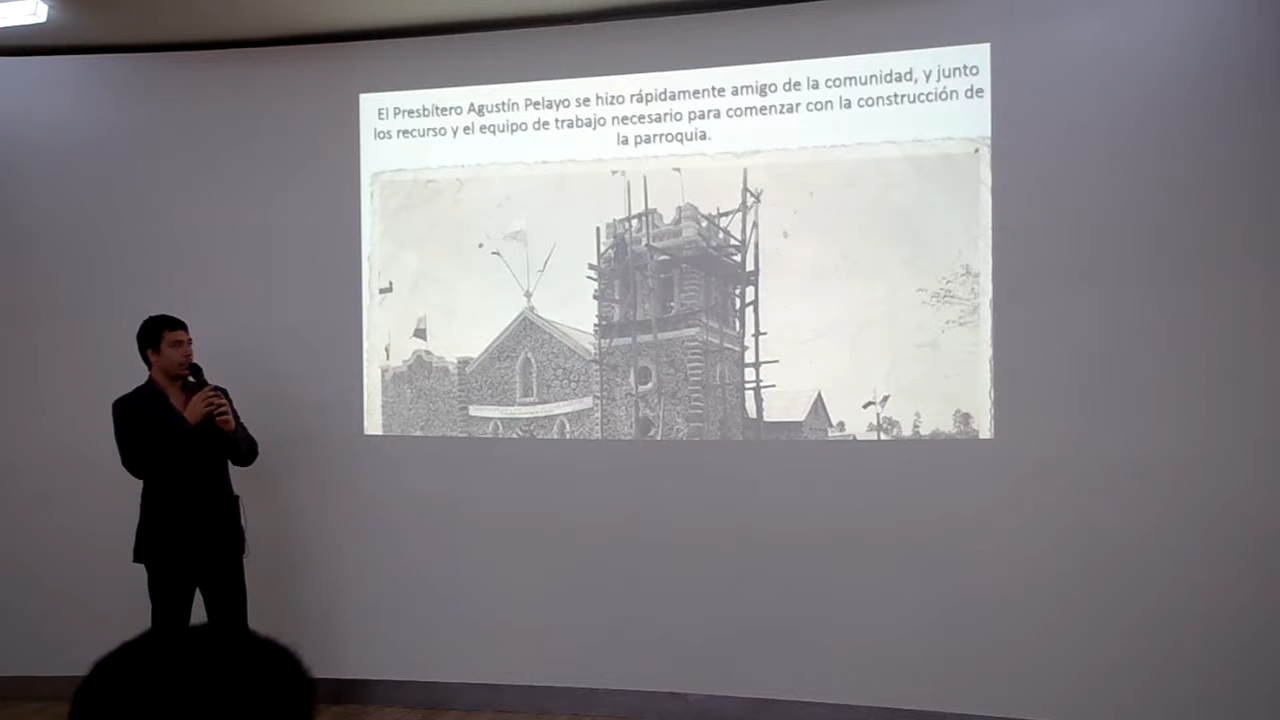 El Presbítero Agustín Pelayo se hizo rápidamente amigo de la comunidad, y junto
los recurso y el equipo de trabajo necesario para comenzar con la construcción de
la parroquia.